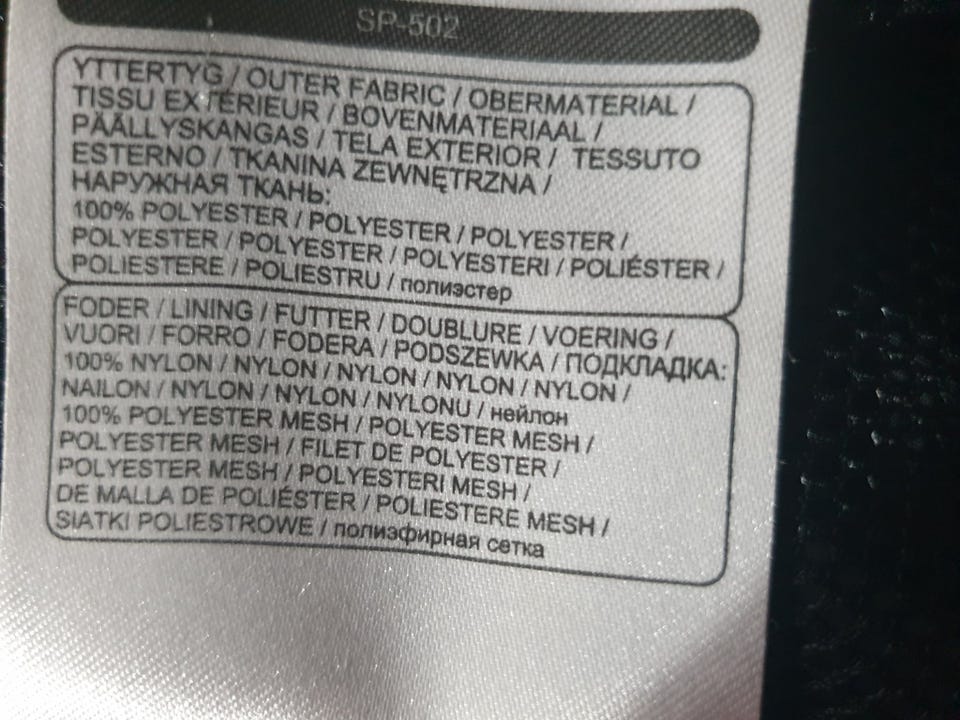 SP-502
YTTERTYG / OUTER FABRIC / OBERMATERIAL /
TISSU EXTÉRIEUR / BOVENMATERIAAL /
PÄÄLLYSKANGAS / TELA EXTERIOR / TESSUTO
ESTERNO / TKANINA ZEWNĘTRZNA /
НАРУЖНАЯ ТКАНЬ:
100% POLYESTER / POLYESTER / POLYESTER /
POLYESTER / POLYESTER / POLYESTERI / POLIÉSTER /
POLIESTERE / POLIESTRU / полиэстер
FODER / LINING / FUTTER / DOUBLURE / VOERING /
VUORI / FORRO / FODERA / PODSZEWKA / ПОДКЛАДКА:
100% NYLON / NYLON / NYLON / NYLON / NYLON /
NAILON / NYLON / NYLON / NYLONU / нейлон
100% POLYESTER MESH / POLYESTER MESH /
POLYESTER MESH / FILET DE POLYESTER /
POLYESTER MESH / POLYESTERI MESH /
DE MALLA DE POLIÉSTER / POLIESTERE MESH /
SIATKI POLIESTROWE / полиэфирная сетка